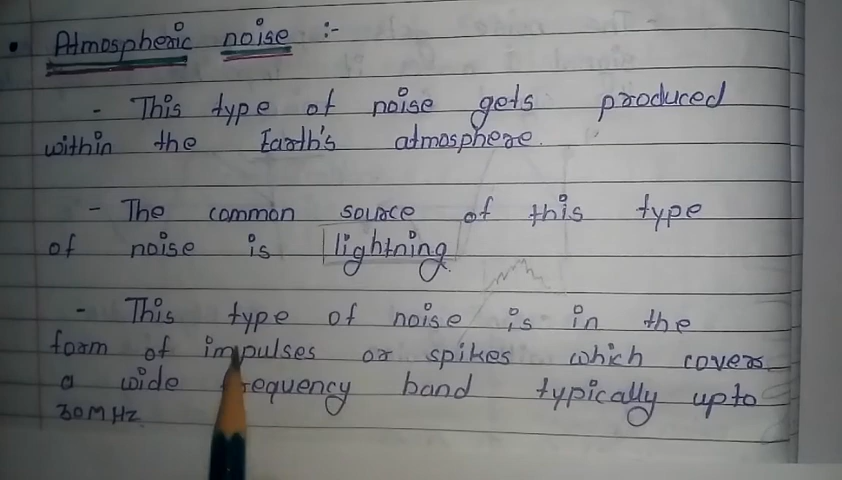 • Atmospheric noise :-
- This type of noise gets produced
within the Earth's atmosphere.
- The common source of this type
of noise is lightning.
- This type of noise is in the
form of impulses or spikes which covers
a wide frequency band typically upto
30MHz